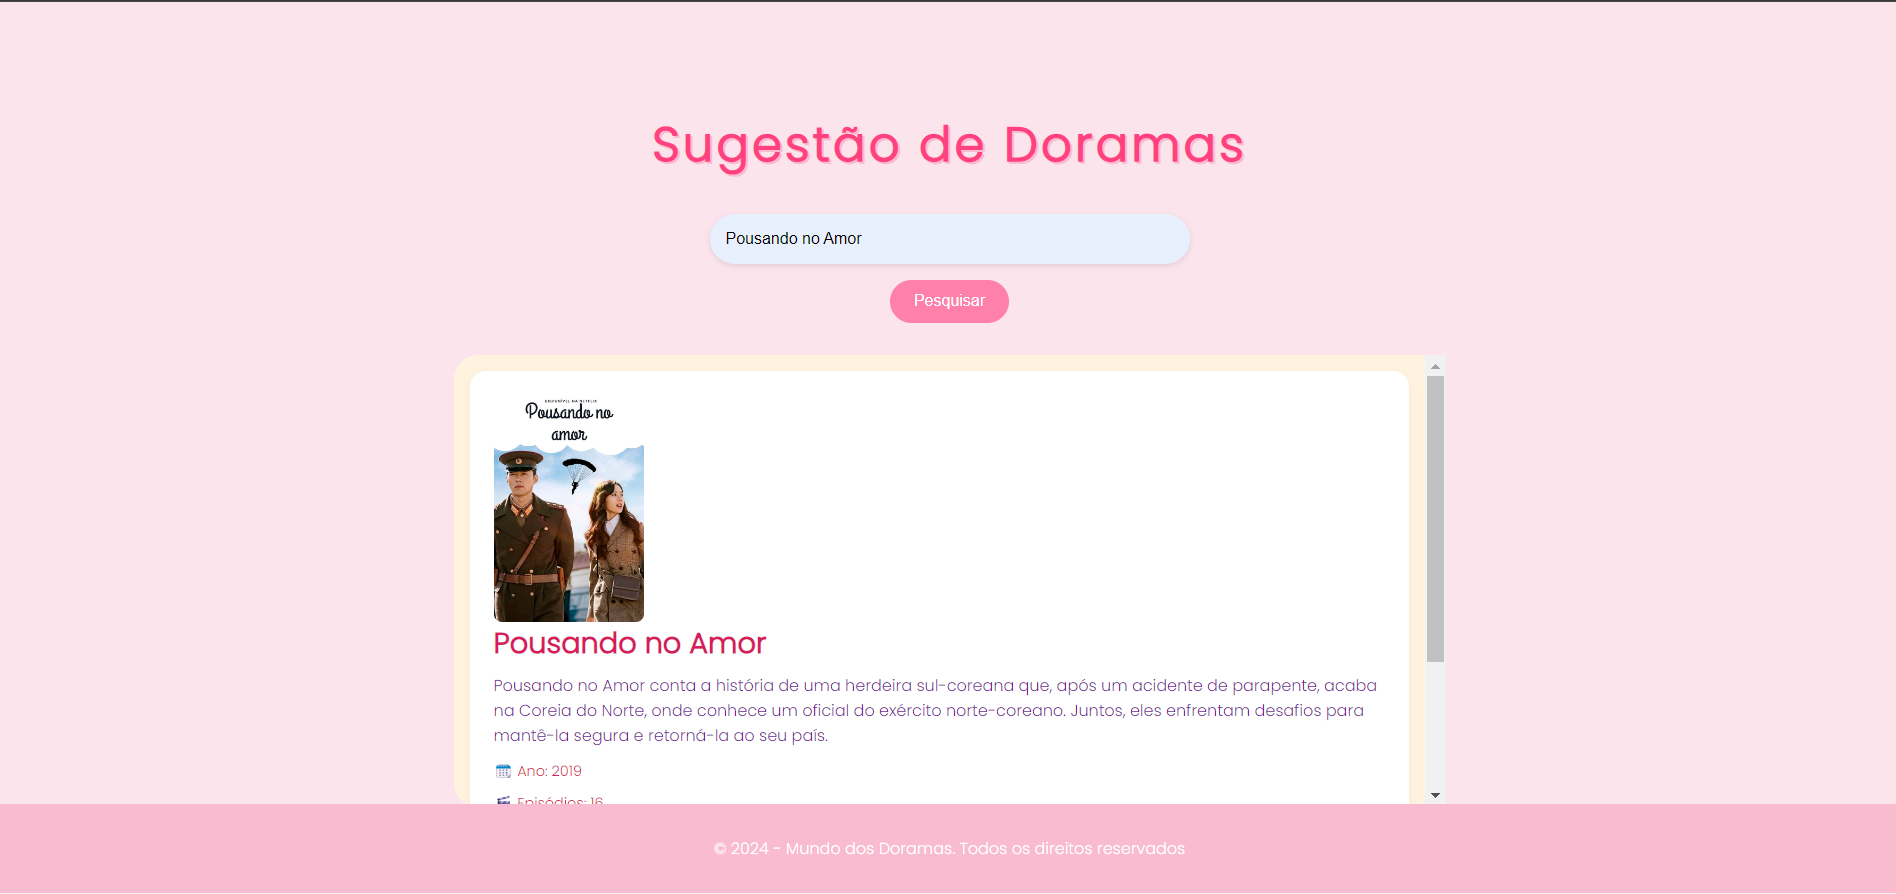 Sugestão de Doramas
Pousando no Amor
Pesquisar
DISPONÍVEL NA NETFLIX
Pousando no
amor
Pousando no Amor
Pousando no Amor conta a história de uma herdeira sul-coreana que, após um acidente de parapente, acaba
na Coreia do Norte, onde conhece um oficial do exército norte-coreano. Juntos, eles enfrentam desafios para
mantê-la segura e retorná-la ao seu país.
Ano: 2019
Episódios: 16
© 2024 - Mundo dos Doramas. Todos os direitos reservados